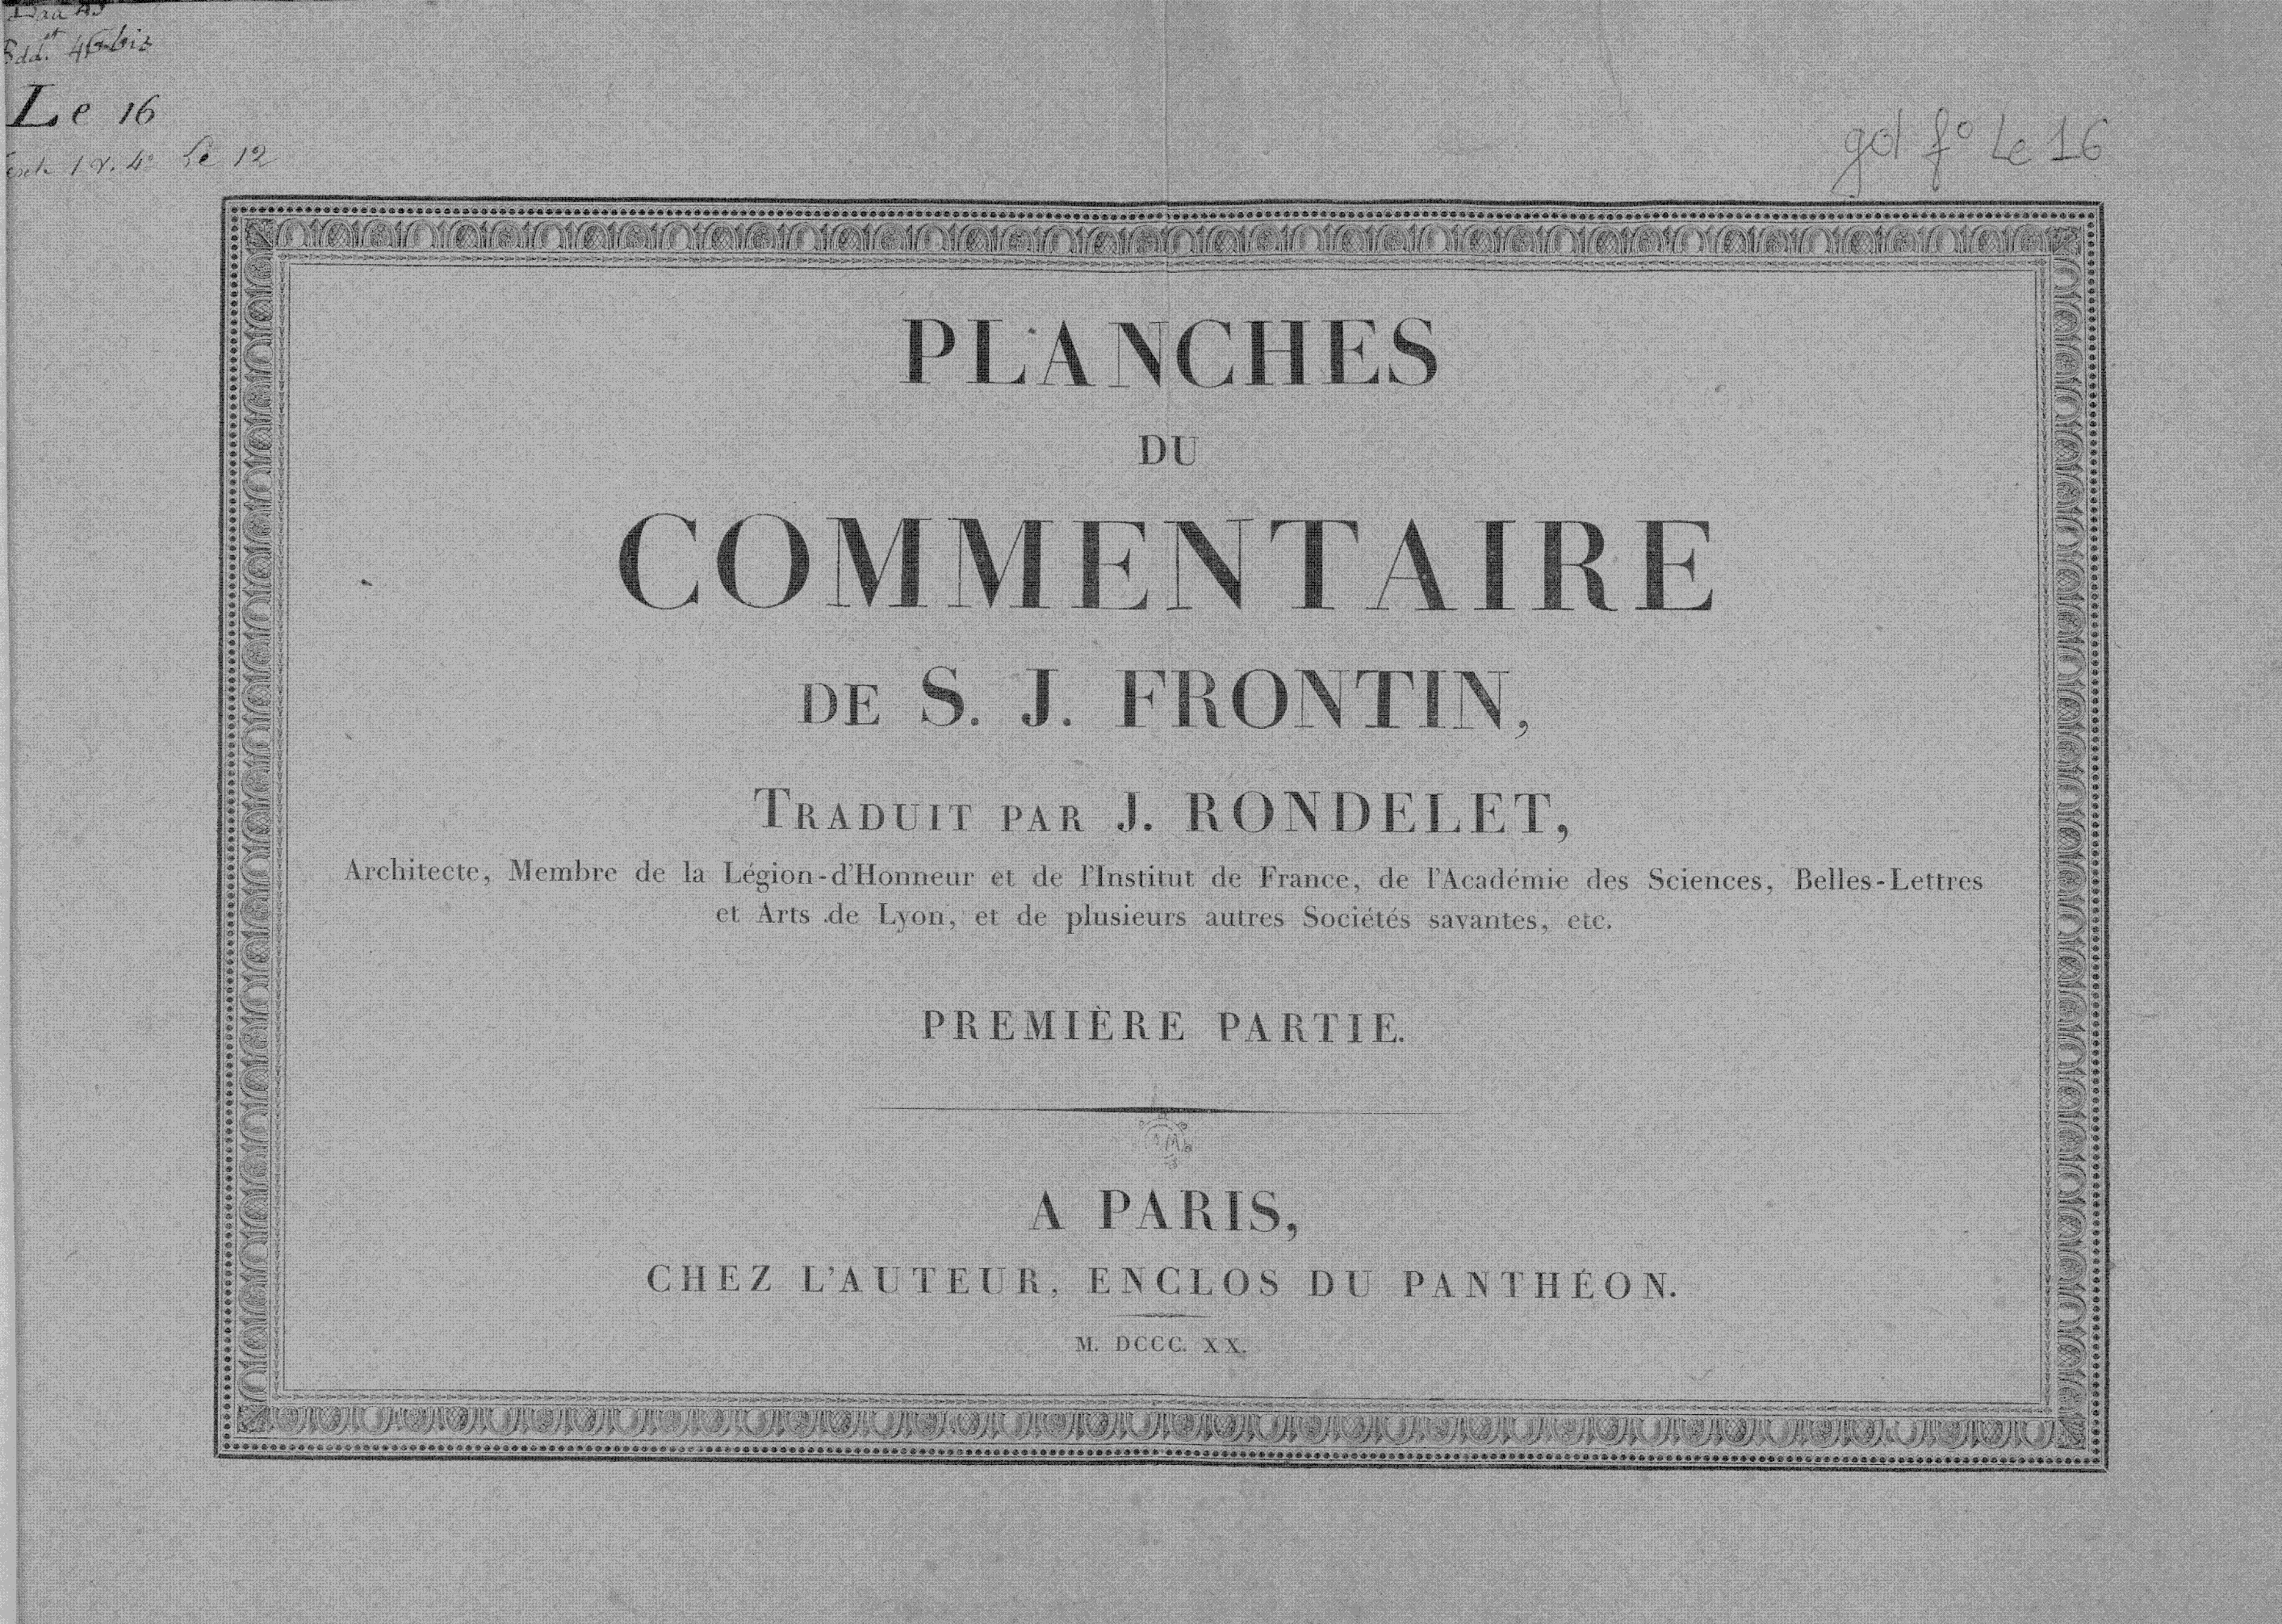 Le 16
12
gd f° Le 16
PLANCHES
DU
COMMENTAIRE
DE S. J. FRONTIN,
TRADUIT PAR J. RONDELET,
Architecte, Membre de la Légion-d'Honneur et de l'Institut de France, de l'Académie des Sciences, Belles-Lettres
et Arts de Lyon, et de plusieurs autres Sociétés savantes, etc.
PREMIÈRE PARTIE.
A PARIS,
CHEZ L'AUTEUR, ENCLOS DU PANTHÉON.
M. DCCC. XX.